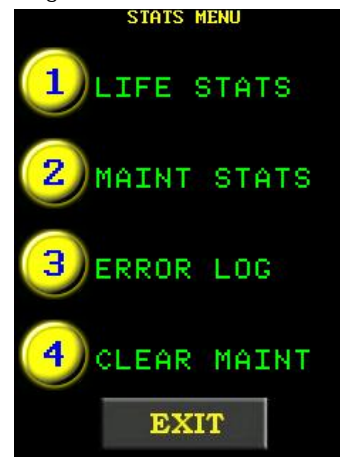 STATS MENU
1 LIFE STATS
2 MAINT STATS
3 ERROR LOG
4 CLEAR MAINT
EXIT